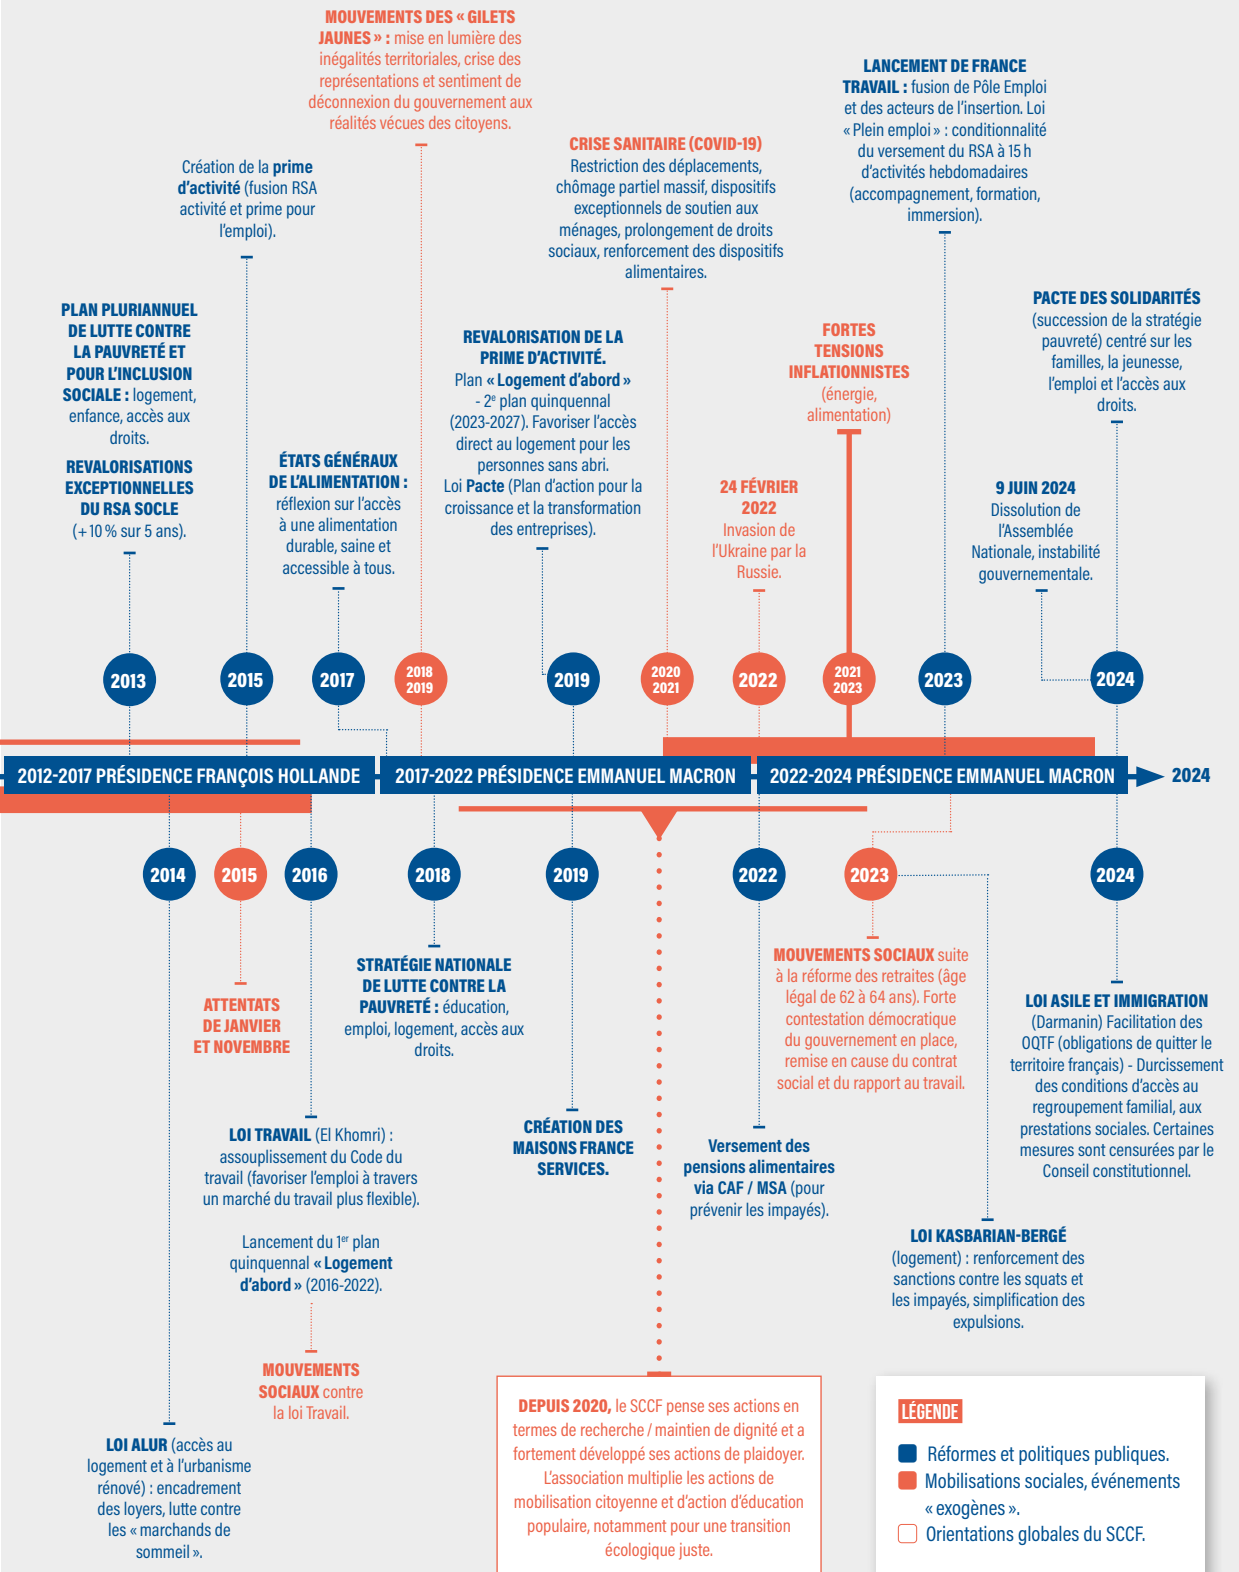 MOUVEMENTS DES « GILETS
JAUNES » : mise en lumière des
inégalités territoriales, crise des
représentations et sentiment de
déconnexion du gouvernement aux
réalités vécues des citoyens.
LANCEMENT DE FRANCE
TRAVAIL : fusion de Pôle Emploi
et des acteurs de l'insertion. Loi
« Plein emploi » : conditionnalité
du versement du RSA à 15 h
d'activités hebdomadaires
(accompagnement, formation,
immersion).
CRISE SANITAIRE (COVID-19)
Restriction des déplacements,
chômage partiel massif, dispositifs
exceptionnels de soutien aux
ménages, prolongement de droits
sociaux, renforcement des dispositifs
alimentaires.
Création de la prime
d'activité (fusion RSA
activité et prime pour
l'emploi).
PLAN PLURIANNUEL
DE LUTTE CONTRE
LA PAUVRETÉ ET
POUR L'INCLUSION
SOCIALE : logement,
enfance, accès aux
droits.
REVALORISATIONS
EXCEPTIONNELLES
DU RSA SOCLE
(+ 10 % sur 5 ans).
ÉTATS GÉNÉRAUX
DE L'ALIMENTATION :
réflexion sur l'accès
à une alimentation
durable, saine et
accessible à tous.
REVALORISATION DE LA
PRIME D'ACTIVITÉ.
Plan « Logement d'abord »
- 2e plan quinquennal
(2023-2027). Favoriser l'accès
direct au logement pour les
personnes sans abri.
Loi Pacte (Plan d'action pour la
croissance et la transformation
des entreprises).
24 FÉVRIER
2022
Invasion de
l'Ukraine par la
Russie.
FORTES
TENSIONS
INFLATIONNISTES
(énergie,
alimentation)
PACTE DES SOLIDARITÉS
(succession de la stratégie
pauvreté) centré sur les
familles, la jeunesse,
l'emploi et l'accès aux
droits.
9 JUIN 2024
Dissolution de
l'Assemblée
Nationale, instabilité
gouvernementale.
2013
2015
2017
2018
2019
2019
2020
2021
2022
2021
2023
2023
2024
2012-2017 PRÉSIDENCE FRANÇOIS HOLLANDE
2017-2022 PRÉSIDENCE EMMANUEL MACRON
2022-2024 PRÉSIDENCE EMMANUEL MACRON
2024
2014
2015
2016
2018
2019
2022
2023
2024
ATTENTATS
DE JANVIER
ET NOVEMBRE
STRATÉGIE NATIONALE
DE LUTTE CONTRE LA
PAUVRETÉ : éducation,
emploi, logement, accès aux
droits.
MOUVEMENTS SOCIAUX suite
à la réforme des retraites (âge
légal de 62 à 64 ans). Forte
contestation démocratique
du gouvernement en place,
remise en cause du contrat
social et du rapport au travail.
LOI ASILE ET IMMIGRATION
(Darmanin) Facilitation des
OQTF (obligations de quitter le
territoire français) - Durcissement
des conditions d'accès au
regroupement familial, aux
prestations sociales. Certaines
mesures sont censurées par le
Conseil constitutionnel.
LOI TRAVAIL (El Khomri) :
assouplissement du Code du
travail (favoriser l'emploi à travers
un marché du travail plus flexible).
Lancement du 1er plan
quinquennal « Logement
d'abord » (2016-2022).
CRÉATION DES
MAISONS FRANCE
SERVICES.
Versement des
pensions alimentaires
via CAF / MSA (pour
prévenir les impayés).
LOI KASBARIAN-BERGÉ
(logement) : renforcement des
sanctions contre les squats et
les impayés, simplification des
expulsions.
MOUVEMENTS
SOCIAUX contre
la loi Travail.
LOI ALUR (accès au
logement et à l'urbanisme
rénové) : encadrement
des loyers, lutte contre
les « marchands de
sommeil ».
DEPUIS 2020, le SCCF pense ses actions en
termes de recherche / maintien de dignité et a
fortement développé ses actions de plaidoyer.
L'association multiplie les actions de
mobilisation citoyenne et d'action d'éducation
populaire, notamment pour une transition
écologique juste.
LÉGENDE
Réformes et politiques publiques.
Mobilisations sociales, événements
« exogènes ».
Orientations globales du SCCF.